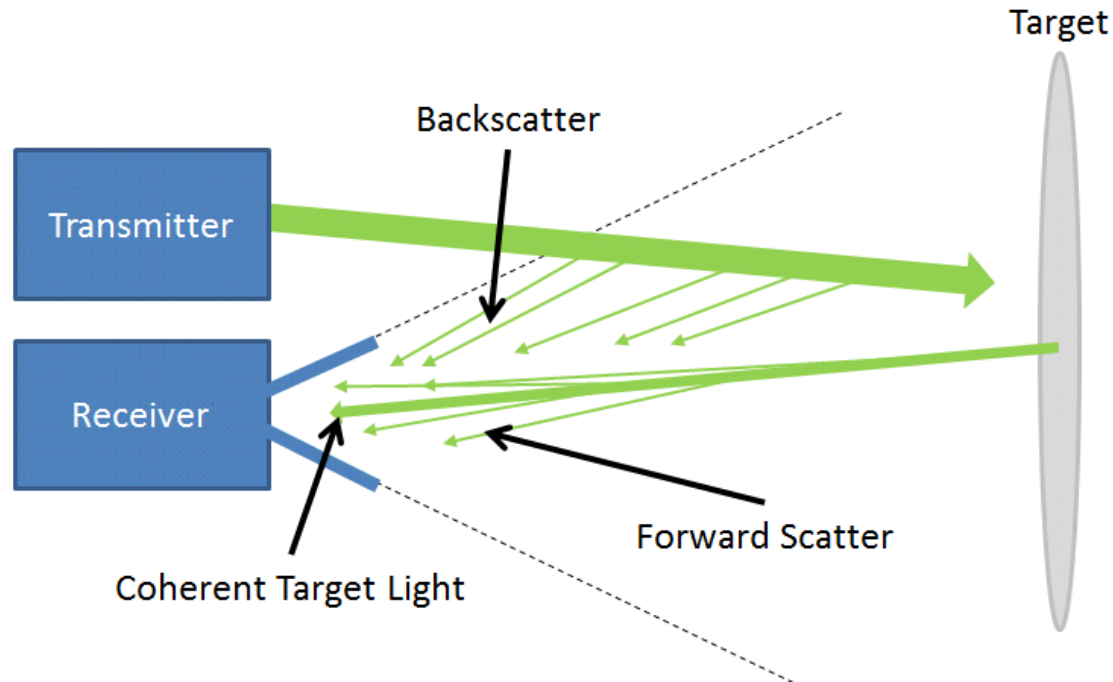 Target
Backscatter
Transmitter
Receiver
Forward Scatter
Coherent Target Light